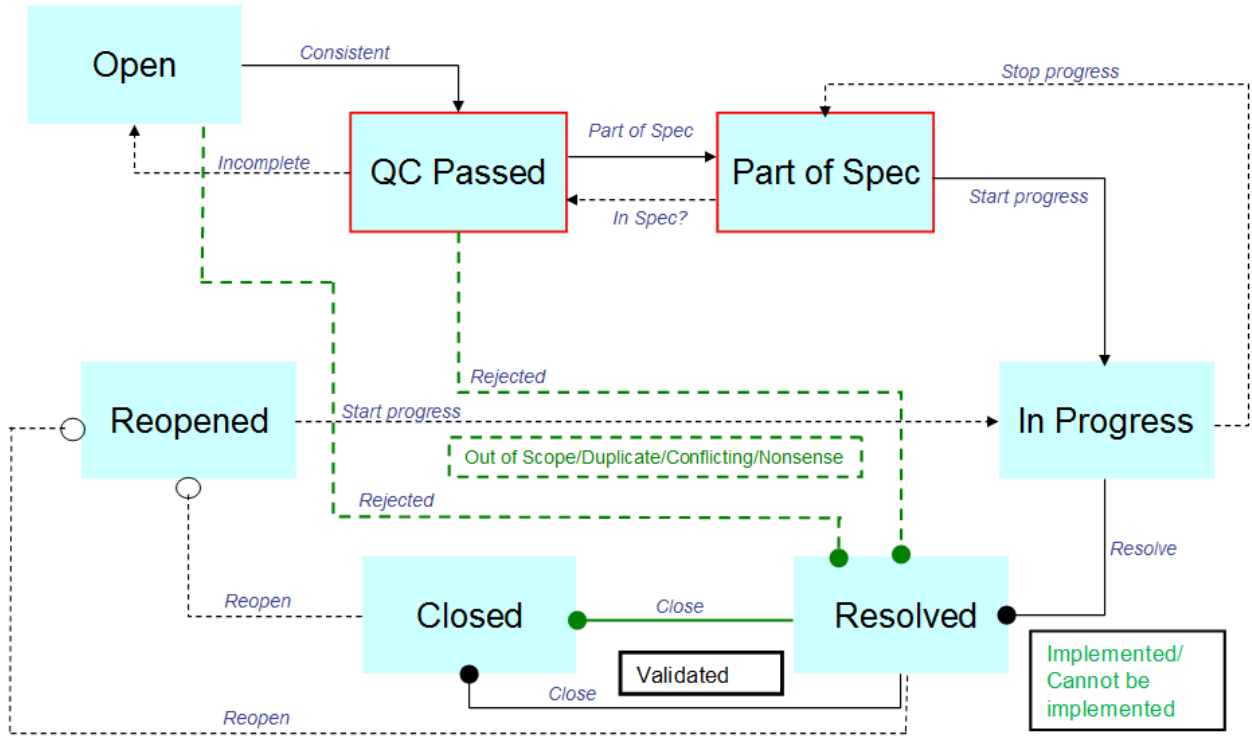 Open
Consistent
Stop progress
Incomplete
QC Passed
Part of Spec
Part of Spec
In Spec?
Start progress
Rejected
Reopened
Start progress
In Progress
Out of Scope/Duplicate/Conflicting/Nonsense
Rejected
Resolve
Reopen
Closed
Close
Resolved
Validated
Close
Implemented/
Cannot be
implemented
Reopen